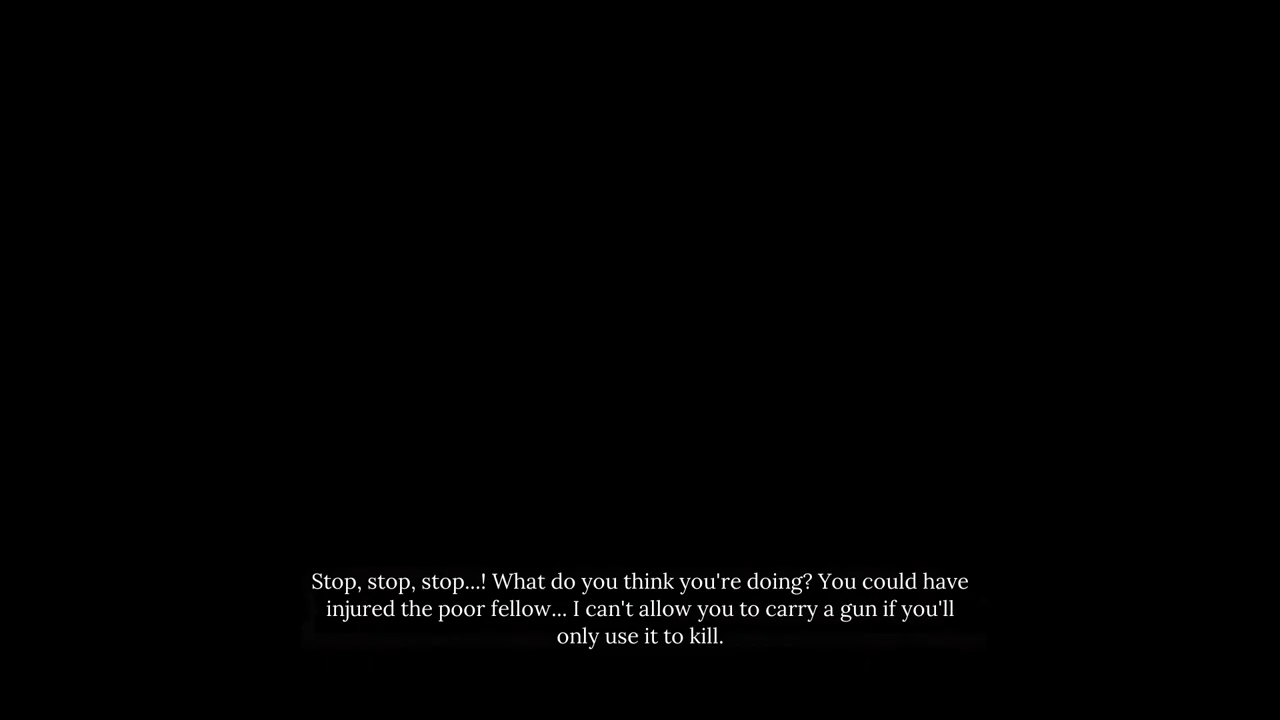 Stop, stop, stop...! What do you think you're doing? You could have
injured the poor fellow... I can't allow you to carry a gun if you'll
only use it to kill.